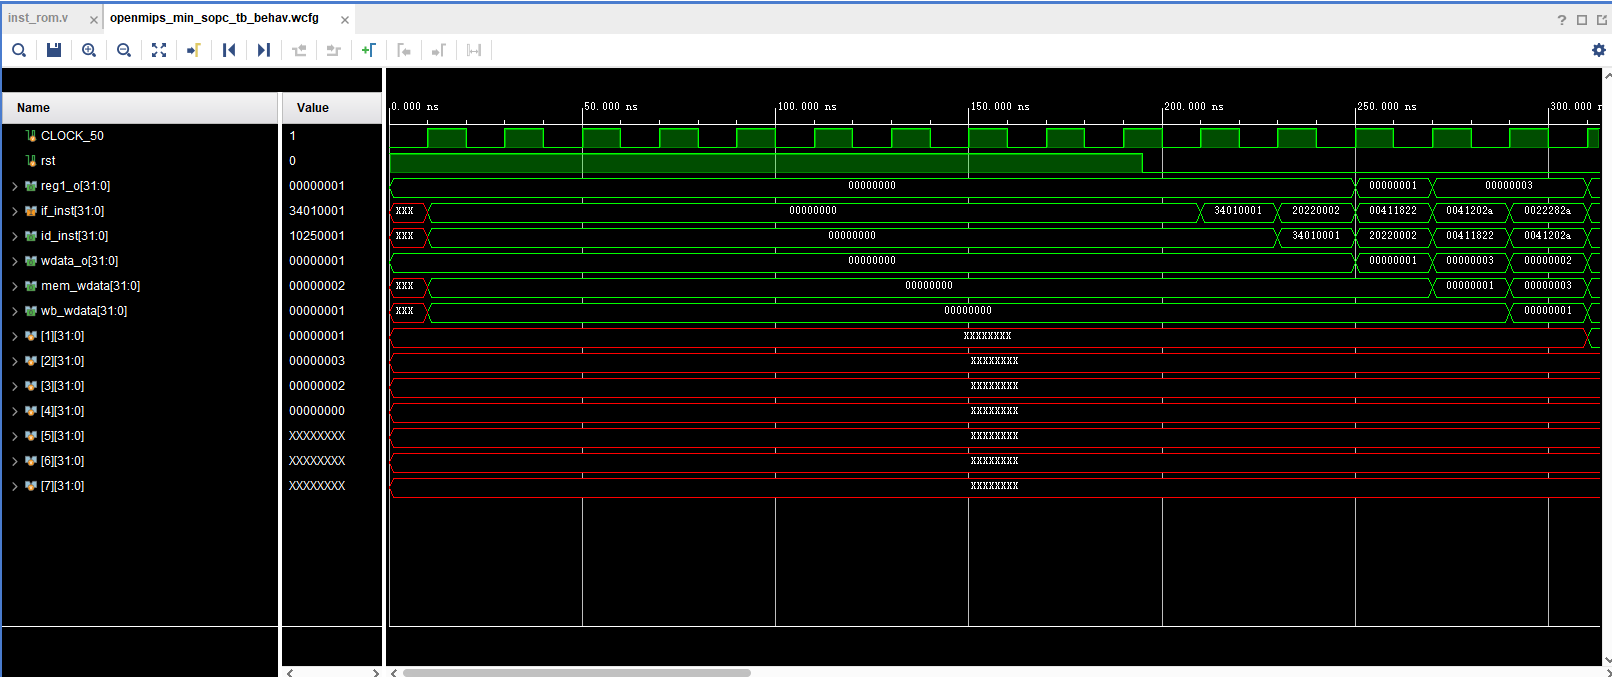 inst_rom.v × openmips_min_sopc_tb_behav.wcfg ×
Name Value
0.000 ns 50.000 ns 100.000 ns 150.000 ns 200.000 ns 250.000 ns 300.000
CLOCK_50 1
rst 0
reg1_o[31:0] 00000001 00000000 00000001 00000003
if_inst[31:0] 34010001 XXX 00000000 34010001 20220002 00411822 0041202a 0022282a
id_inst[31:0] 10250001 XXX 00000000 34010001 20220002 00411822 0041202a
wdata_o[31:0] 00000001 00000000 00000001 00000003 00000002
mem_wdata[31:0] 00000002 XXX 00000000 00000001 00000003
wb_wdata[31:0] 00000001 XXX 00000000 00000001
[1][31:0] 00000001 XXXXXXXX
[2][31:0] 00000003 XXXXXXXX
[3][31:0] 00000002 XXXXXXXX
[4][31:0] 00000000 XXXXXXXX
[5][31:0] XXXXXXXX XXXXXXXX
[6][31:0] XXXXXXXX XXXXXXXX
[7][31:0] XXXXXXXX XXXXXXXX